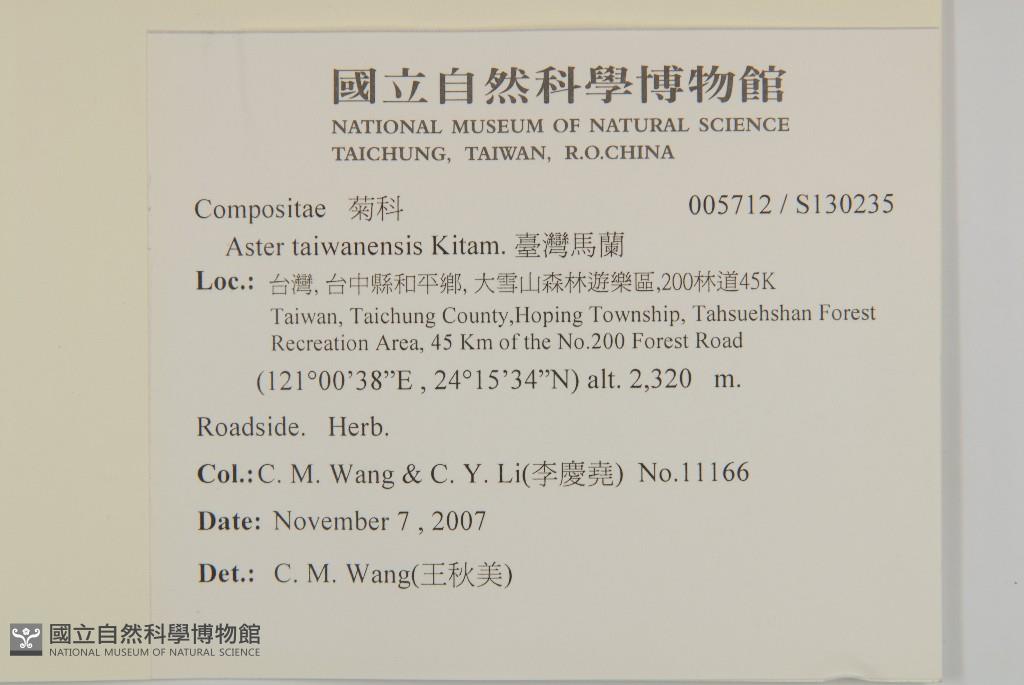 國立自然科學博物館
NATIONAL MUSEUM OF NATURAL SCIENCE
TAICHUNG, TAIWAN, R.O.CHINA
Compositae 菊科 005712 / S130235
Aster taiwanensis Kitam. 臺灣馬蘭
Loc.: 台灣, 台中縣和平鄉, 大雪山森林遊樂區,200林道45K
Taiwan, Taichung County,Hoping Township, Tahsuehshan Forest
Recreation Area, 45 Km of the No.200 Forest Road
(121°00’38”E , 24°15’34”N) alt. 2,320 m.
Roadside. Herb.
Col.: C. M. Wang & C. Y. Li(李慶堯) No.11166
Date: November 7 , 2007
Det.: C. M. Wang(王秋美)
國立自然科學博物館
NATIONAL MUSEUM OF NATURAL SCIENCE